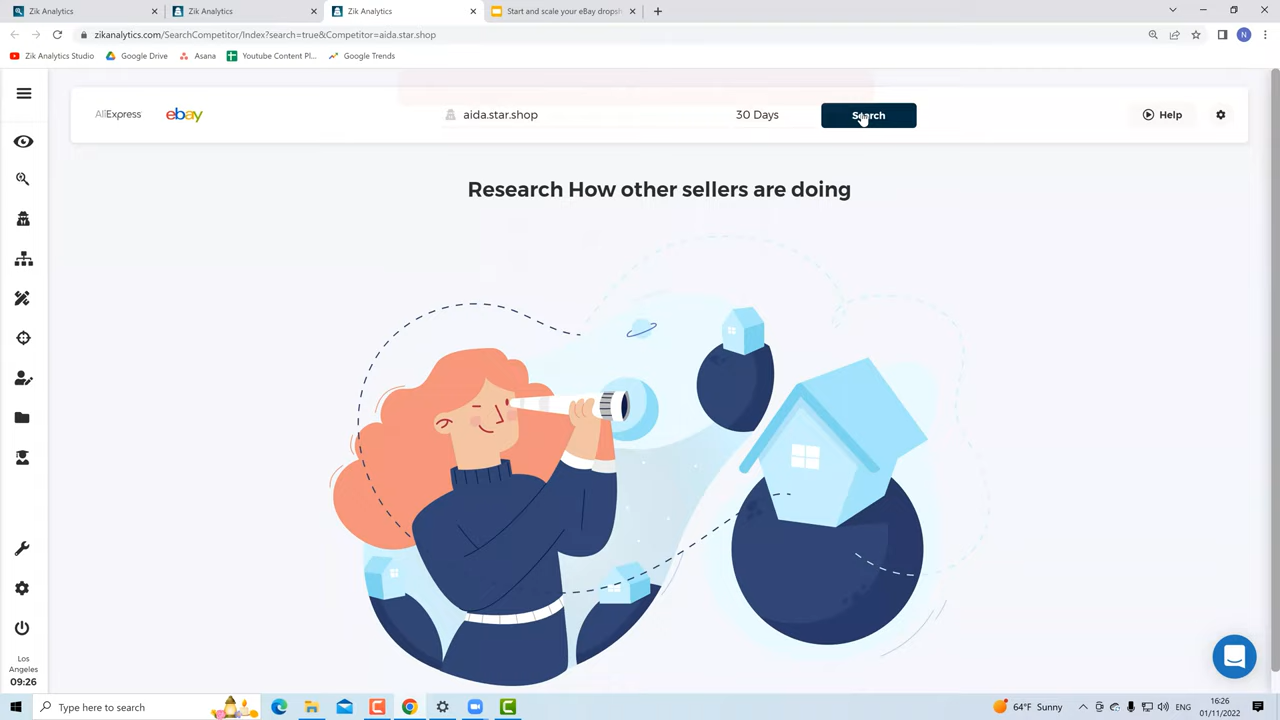 Zik Analytics
Zik Analytics
Zik Analytics
Start and scale your eBay dropsh
zikanalytics.com/SearchCompetitor/Index?search=true&Competitor=aida.star.shop
N
Zik Analytics Studio
Google Drive
Asana
Youtube Content Pl...
Google Trends
AliExpress
ebay
aida.star.shop
30 Days
Search
Help
Research How other sellers are doing
Los
Angeles
09:26
Type here to search
64°F Sunny
ENG
16:26
01/11/2022